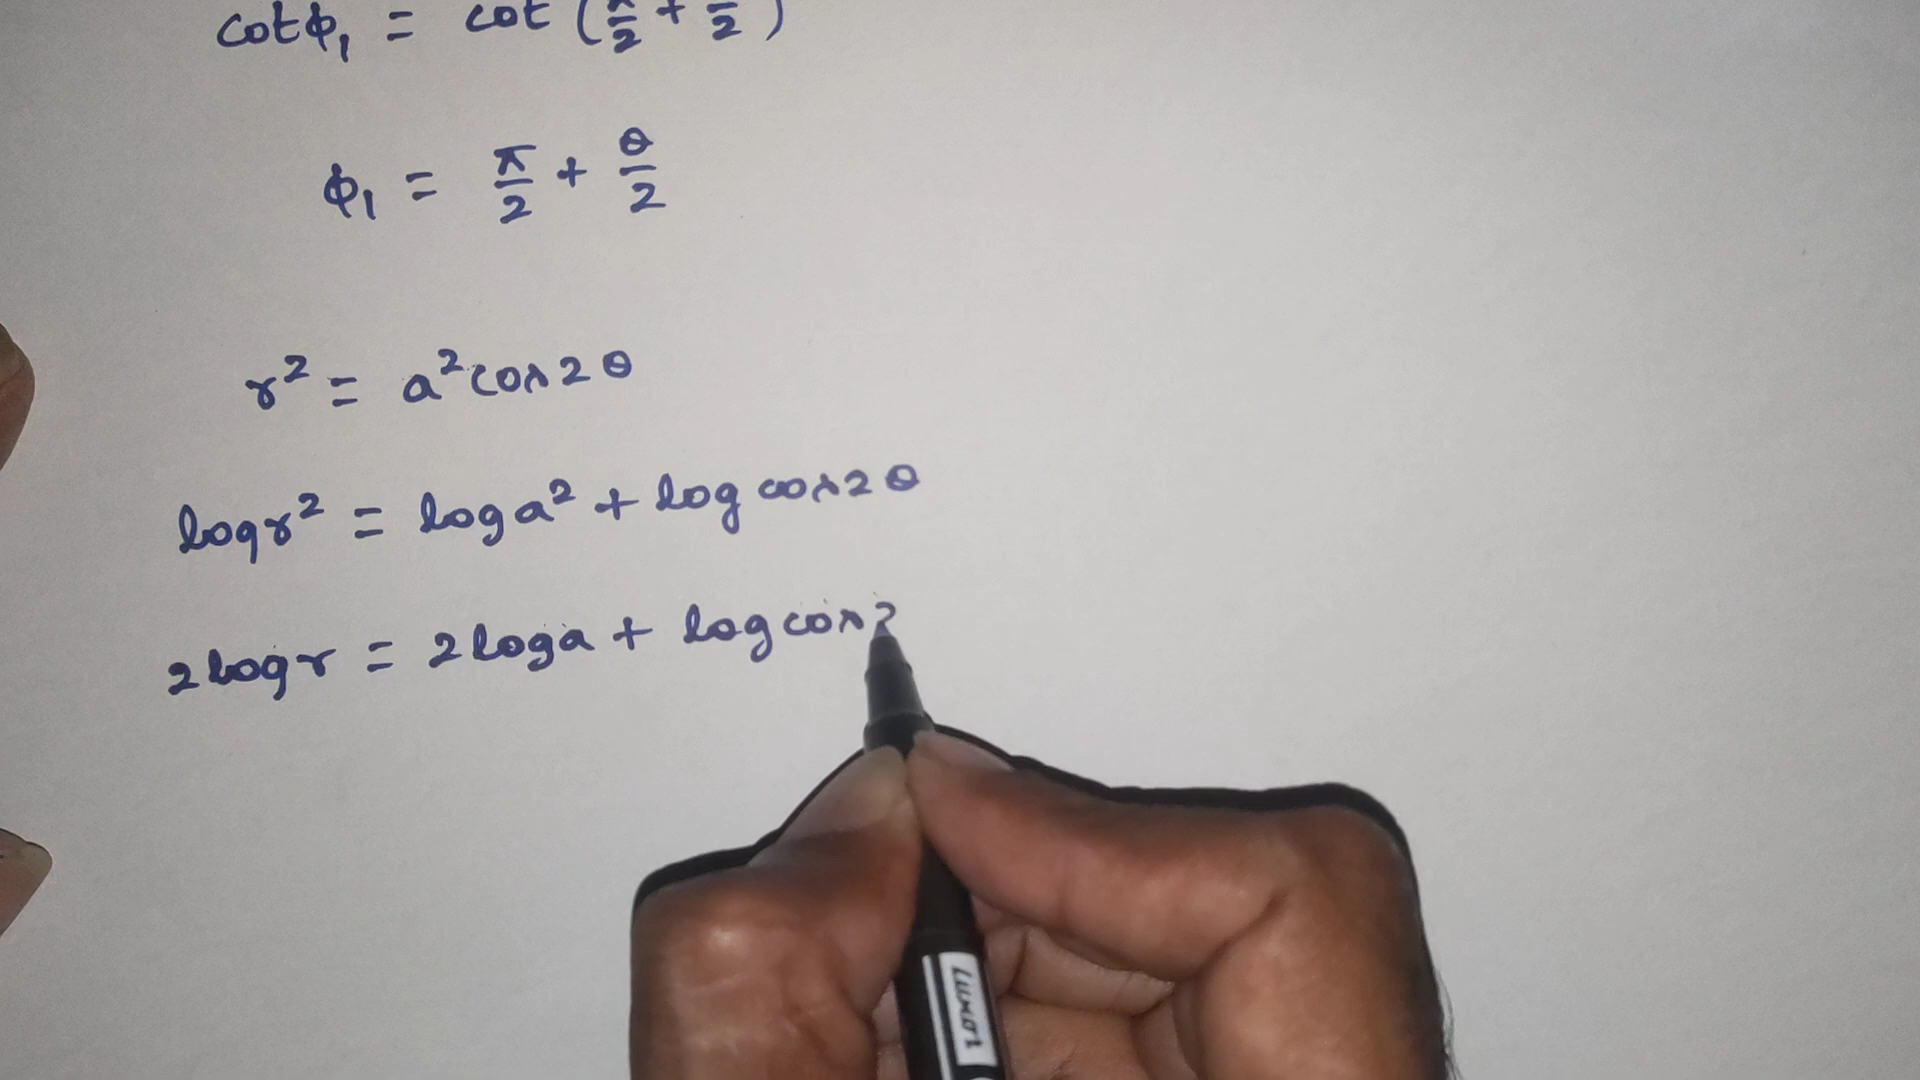 cotφ₁ = cot (π/2 + /2)
φ₁ = π/2 + θ/2
r² = a² cos 2θ
log r² = log a² + log cos 2θ
2 log r = 2 log a + log cos 2
Luxor